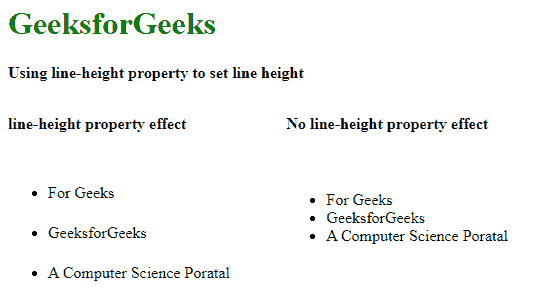 GeeksforGeeks
Using line-height property to set line height
line-height property effect
For Geeks
GeeksforGeeks
A Computer Science Poratal
No line-height property effect
For Geeks
GeeksforGeeks
A Computer Science Poratal